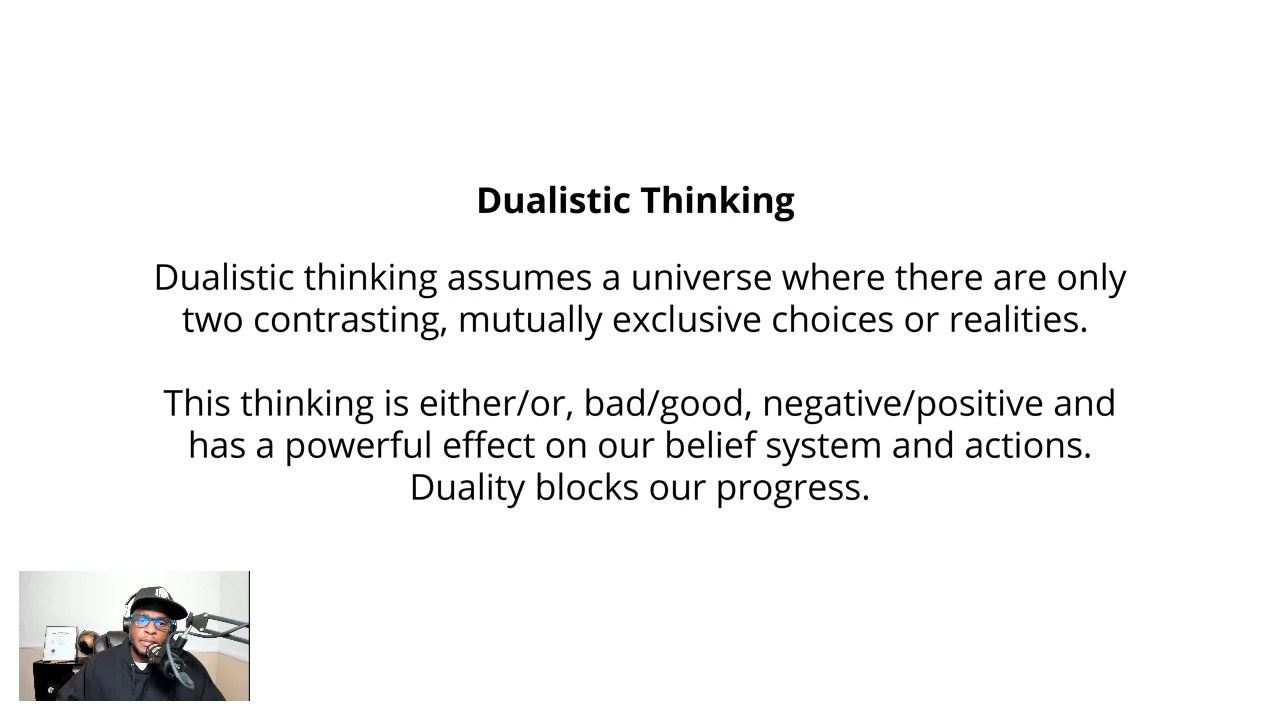 Dualistic Thinking
Dualistic thinking assumes a universe where there are only
two contrasting, mutually exclusive choices or realities.
This thinking is either/or, bad/good, negative/positive and
has a powerful effect on our belief system and actions.
Duality blocks our progress.